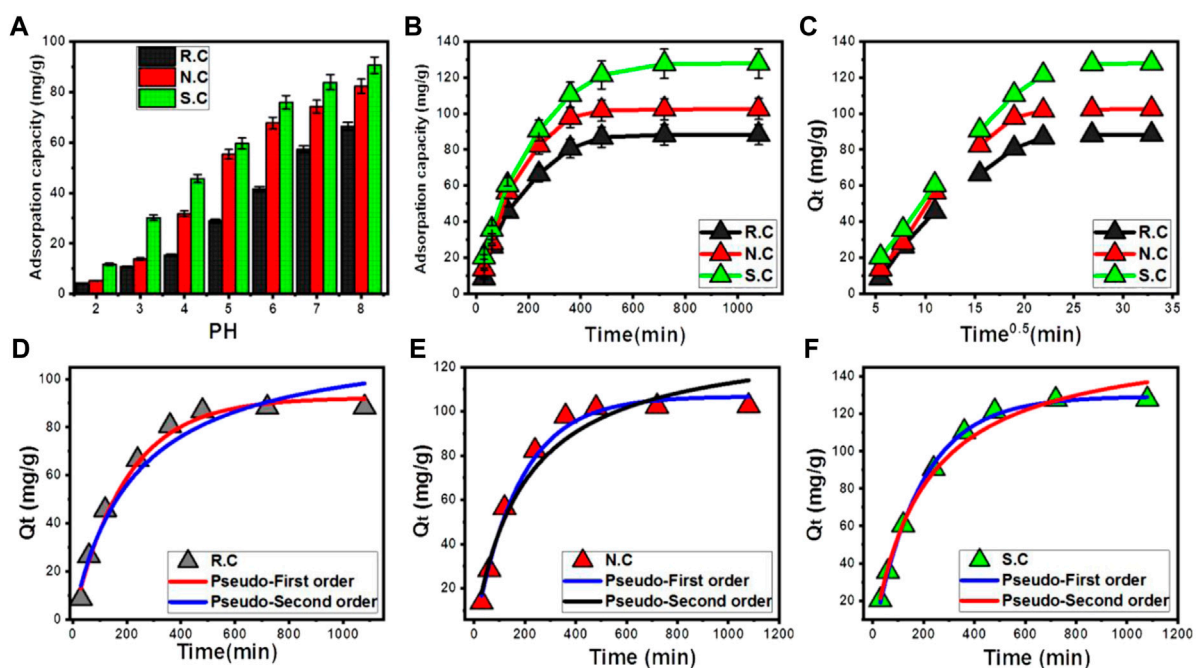 A
Adsorpation capacity (mg/g)
100
80
60
40
20
0
R.C
N.C
S.C
2 3 4 5 6 7 8
PH
B
Adsorpation capacity (mg/g)
140
120
100
80
60
40
20
0
R.C
N.C
S.C
0 200 400 600 800 1000
Time(min)
C
Qt (mg/g)
140
120
100
80
60
40
20
0
R.C
N.C
S.C
5 10 15 20 25 30 35
Time0.5(min)
D
Qt (mg/g)
100
80
60
40
20
0
R.C
Pseudo-First order
Pseudo-Second order
0 200 400 600 800 1000
Time(min)
E
Qt (mg/g)
120
100
80
60
40
20
N.C
Pseudo-First order
Pseudo-Second order
0 200 400 600 800 1000 1200
Time (min)
F
Qt (mg/g)
140
120
100
80
60
40
20
S.C
Pseudo-First order
Pseudo-Second order
0 200 400 600 800 1000 1200
Time (min)